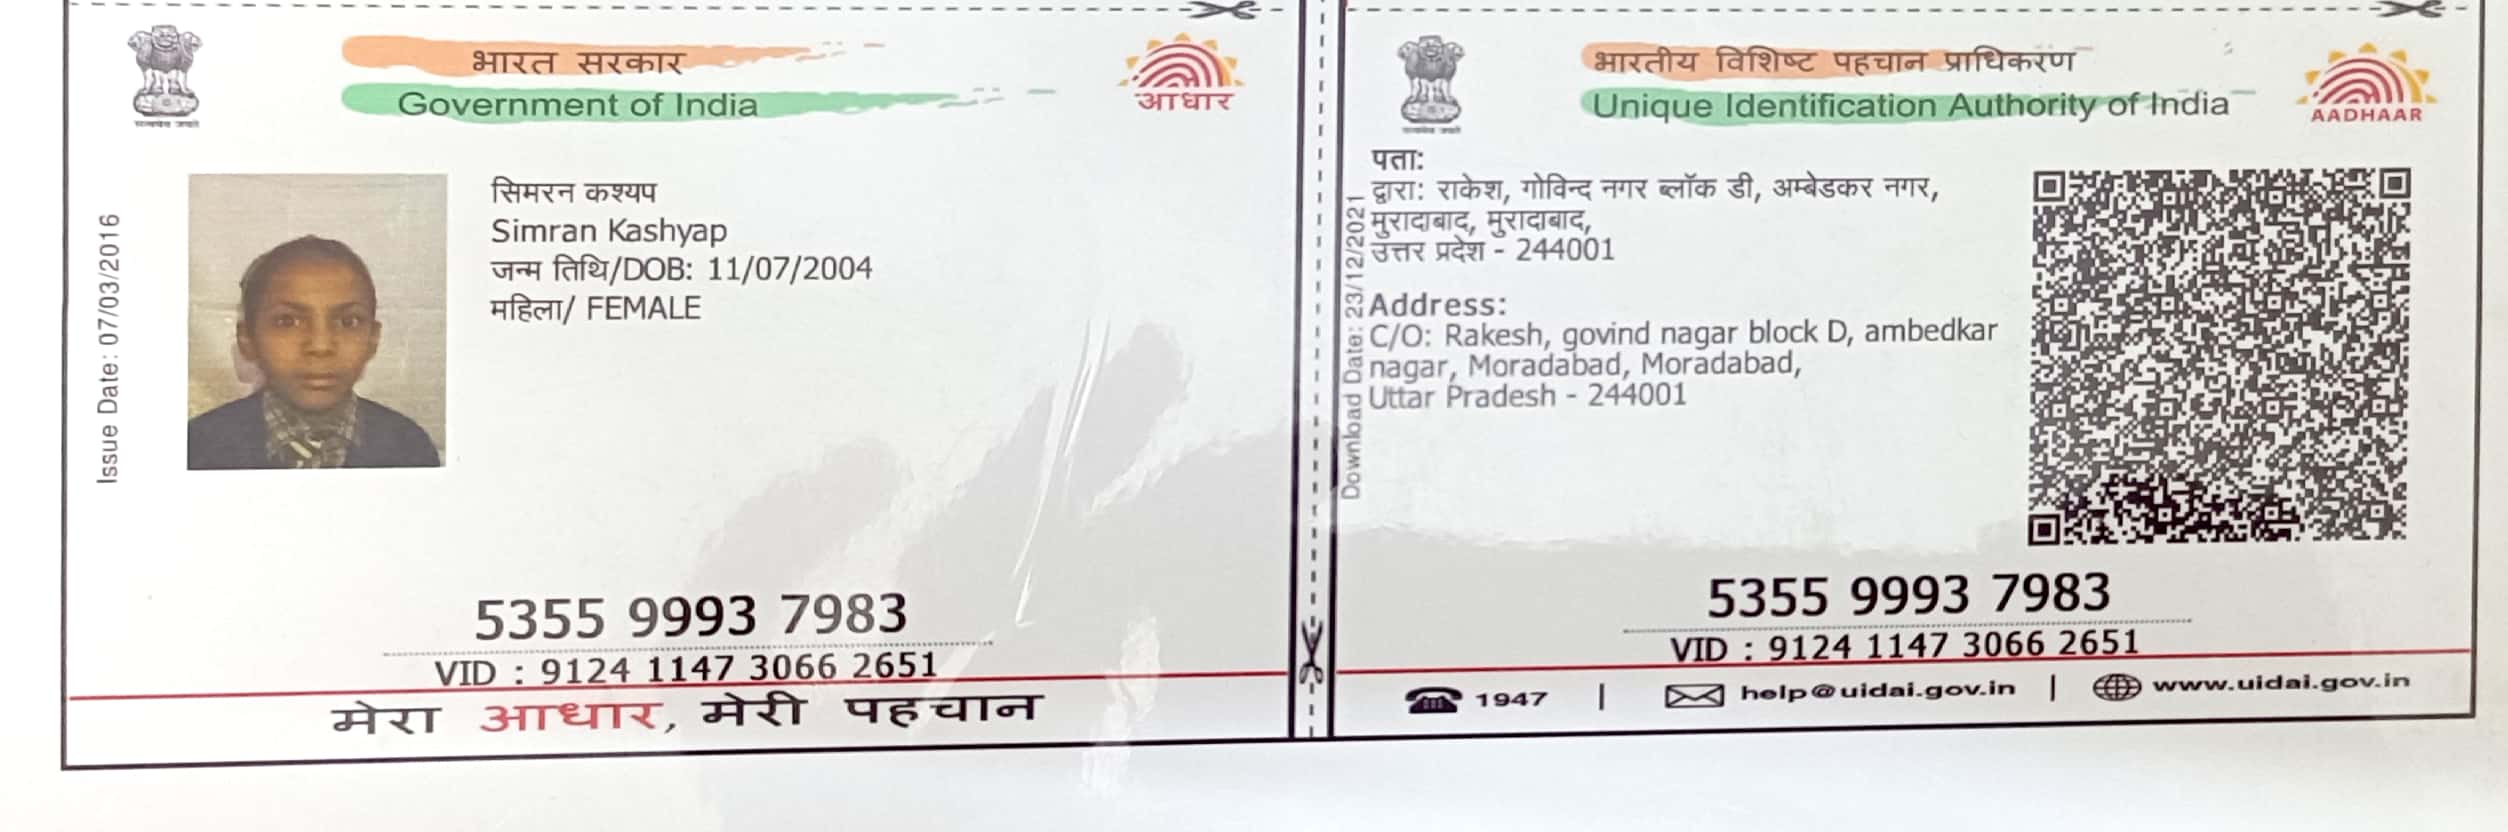 भारत सरकार
Government of India
आधार
Issue Date: 07/03/2016
सिमरन कश्यप
Simran Kashyap
जन्म तिथि/DOB: 11/07/2004
महिला/ FEMALE
5355 9993 7983
VID : 9124 1147 3066 2651
मेरा आधार, मेरी पहचान
भारतीय विशिष्ट पहचान प्राधिकरण
Unique Identification Authority of India
AADHAAR
Download Date: 23/12/2021
पता:
द्वारा: राकेश, गोविन्द नगर ब्लॉक डी, अम्बेडकर नगर,
मुरादाबाद, मुरादाबाद,
उत्तर प्रदेश - 244001
Address:
C/O: Rakesh, govind nagar block D, ambedkar
nagar, Moradabad, Moradabad,
Uttar Pradesh - 244001
5355 9993 7983
VID : 9124 1147 3066 2651
1947 | help@uidai.gov.in | www.uidai.gov.in